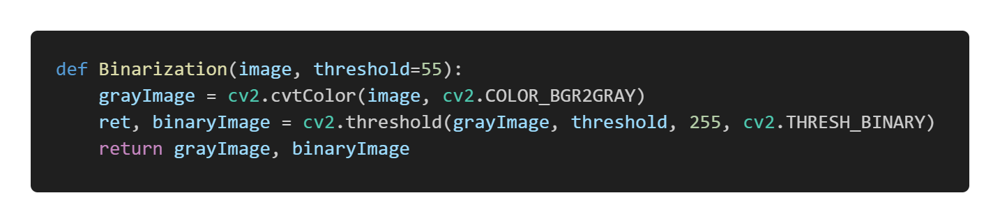 def Binarization(image, threshold=55):
    grayImage = cv2.cvtColor(image, cv2.COLOR_BGR2GRAY)
    ret, binaryImage = cv2.threshold(grayImage, threshold, 255, cv2.THRESH_BINARY)
    return grayImage, binaryImage